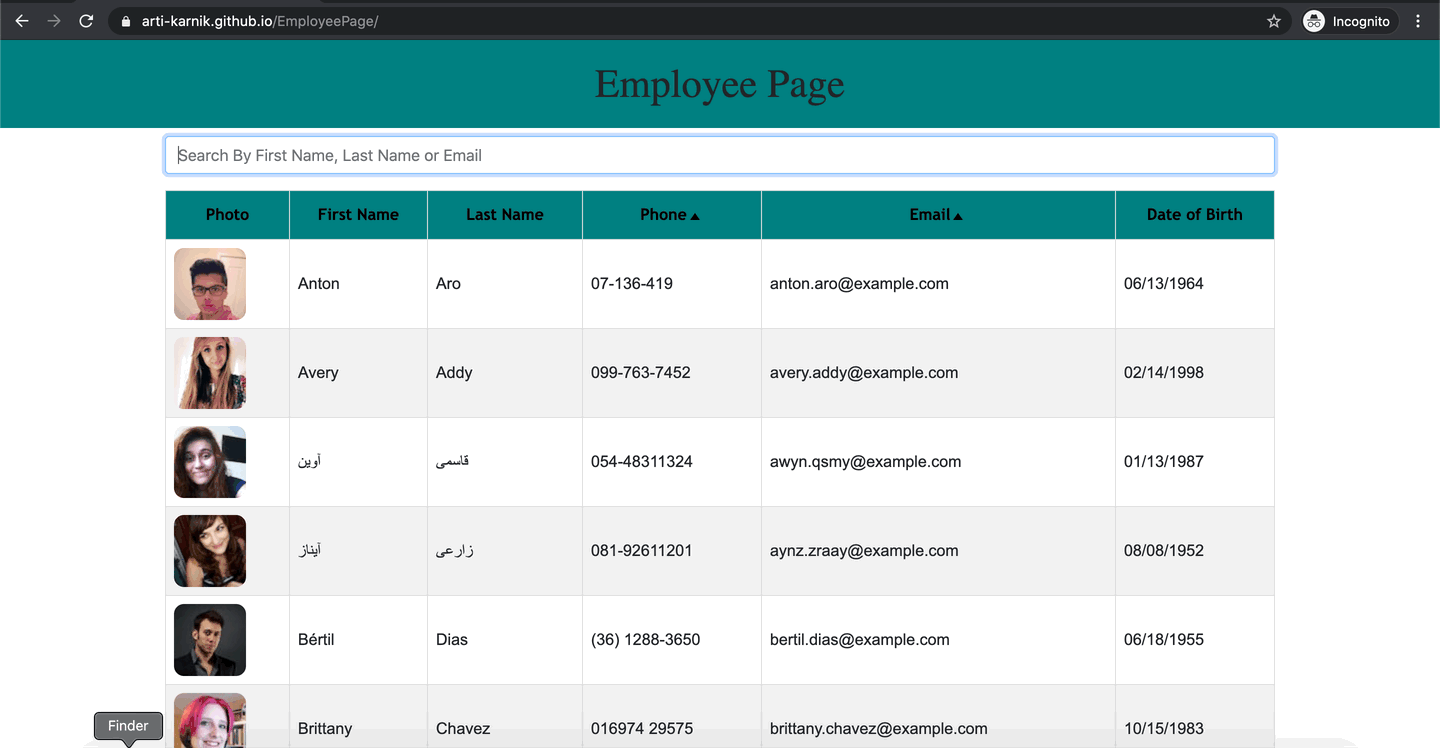 arti-karnik.github.io/EmployeePage/ Incognito
Employee Page
Search By First Name, Last Name or Email
Photo First Name Last Name Phone Email Date of Birth
Anton Aro 07-136-419 anton.aro@example.com 06/13/1964
Avery Addy 099-763-7452 avery.addy@example.com 02/14/1998
آوین قاسمی 054-48311324 awyn.qsmy@example.com 01/13/1987
آیناز زارعی 081-92611201 aynz.zraay@example.com 08/08/1952
Bértil Dias (36) 1288-3650 bertil.dias@example.com 06/18/1955
Brittany Chavez 016974 29575 brittany.chavez@example.com 10/15/1983
Finder